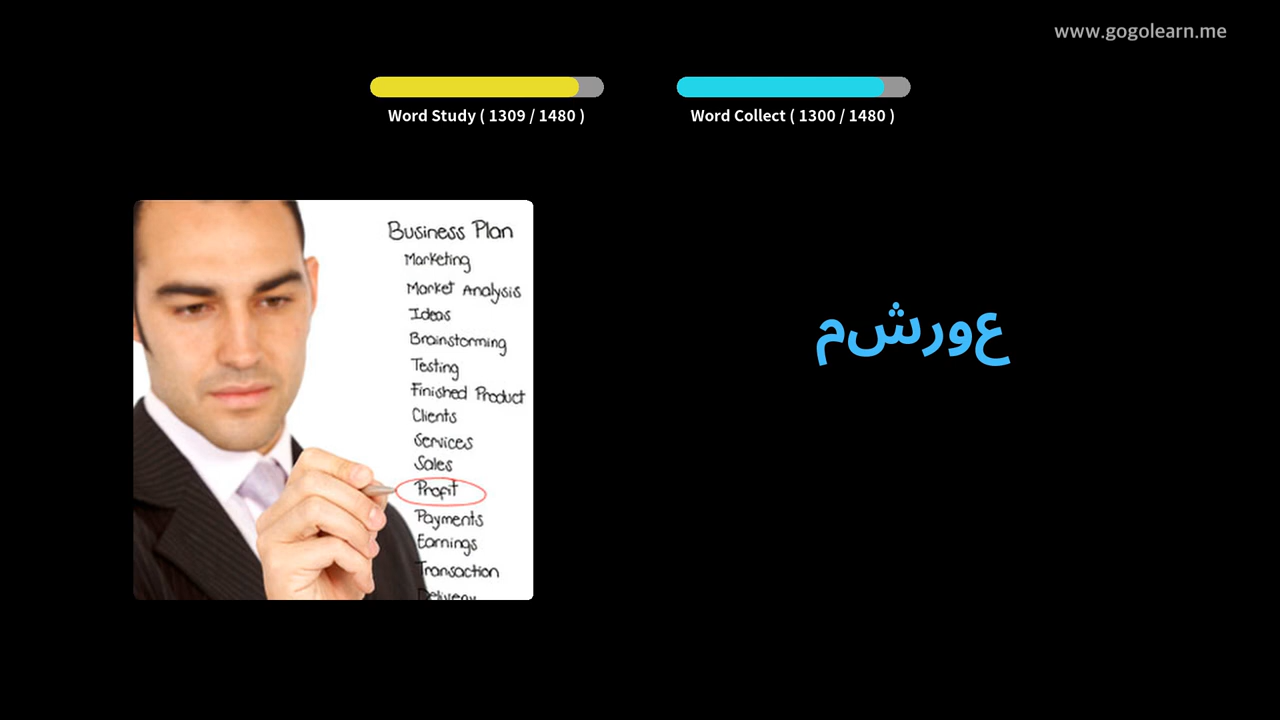 www.gogolearn.me
Word Study ( 1309 / 1480 )
Word Collect ( 1300 / 1480 )
Business Plan
Marketing
Market Analysis
Ideas
Brainstorming
Testing
Finished Product
Clients
Services
Sales
Profit
Payments
Earnings
Transaction
Delivery
مشروع